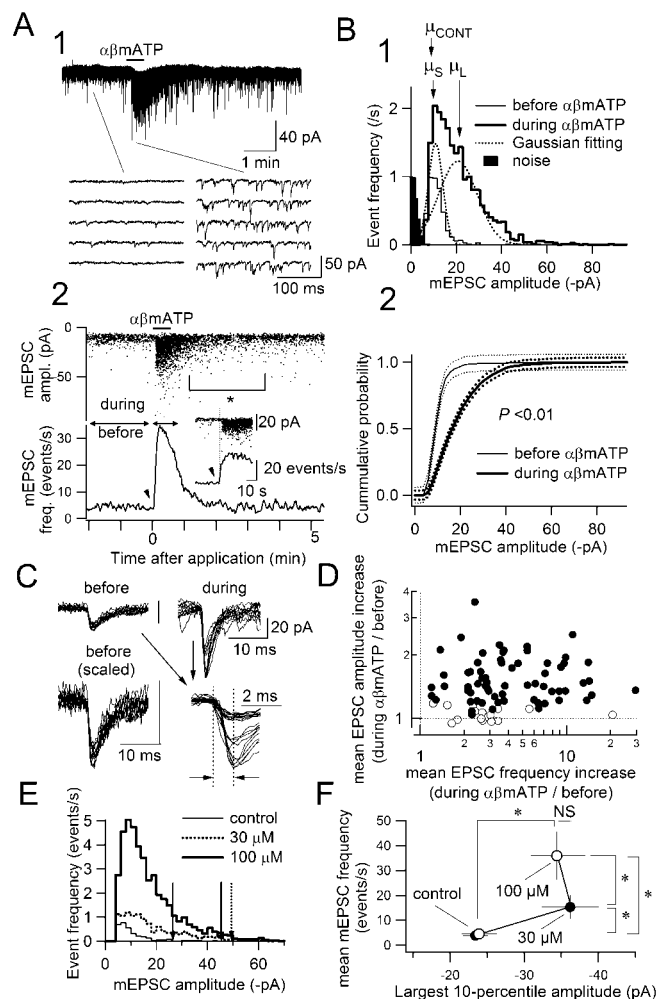 A
1
αβmATP
40 pA
1 min
50 pA
100 ms
2
αβmATP
mEPSC
ampl. (pA)
0
-50
during
before
*
20 pA
20 events/s
10 s
mEPSC
freq. (events/s)
30
20
10
0
0
5
Time after application (min)
B
1
μCONT
μS
μL
before αβmATP
during αβmATP
Gaussian fitting
noise
Event frequency (/s)
2
1
0
0
20
40
60
80
mEPSC amplitude (-pA)
2
Cummulative probability
1.0
0.5
0.0
P <0.01
before αβmATP
during αβmATP
0
20
40
60
80
mEPSC amplitude (-pA)
C
before
during
20 pA
10 ms
before
(scaled)
10 ms
2 ms
D
mean EPSC amplitude increase
(during αβmATP / before)
4
3
2
1
1
2
3
4
5
6
10
2
3
mean EPSC frequency increase
(during αβmATP / before)
E
Event frequency (events/s)
5
4
3
2
1
0
control
30 μM
100 μM
0
20
40
60
mEPSC amplitude (-pA)
F
mean mEPSC frequency
(events/s)
50
40
30
20
10
0
*
NS
control
100 μM
30 μM
*
*
*
-15
-25
-35
-45
Largest 10-percentile amplitude (pA)